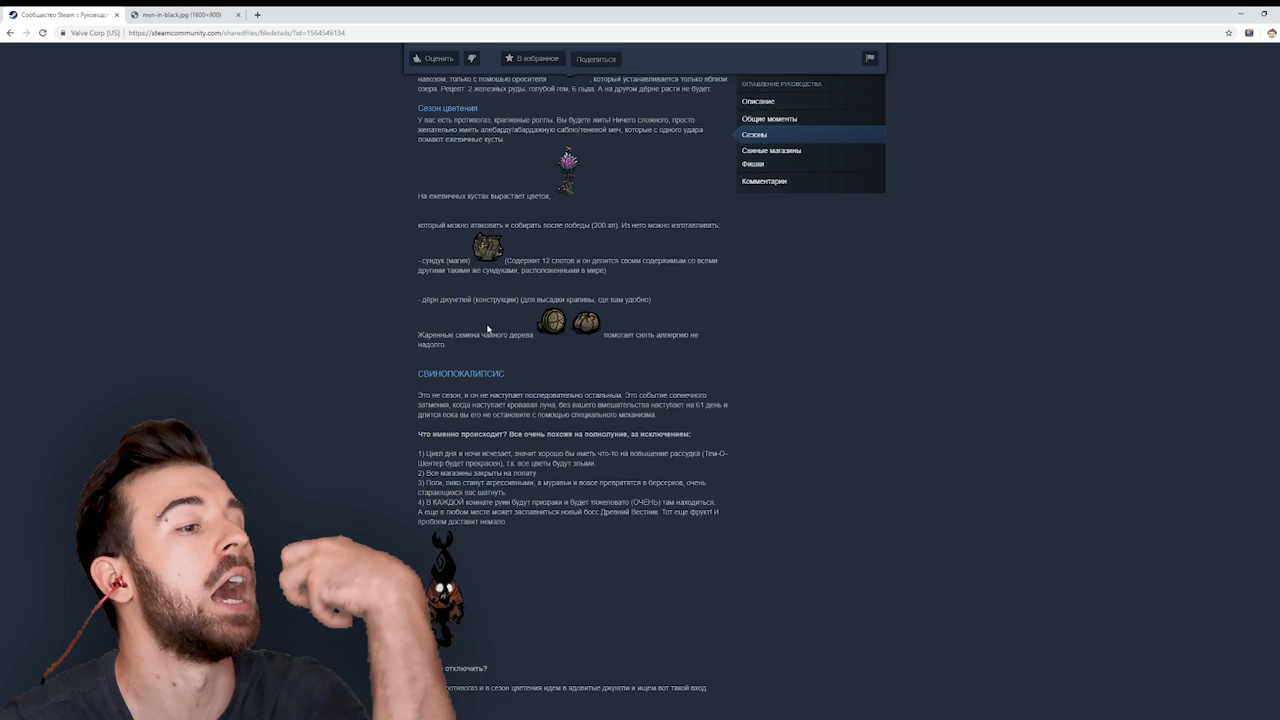 Сообщество Steam :: Руководс
men-in-black.jpg (1600×900)
Valve Corp [US]
https://steamcommunity.com/sharedfiles/filedetails/?id=1564546134
Оценить
В избранное
Поделиться
навозом, только с помощью оросителя , который устанавливается только вблизи
озера. Рецепт: 2 железных руды, голубой гем, 6 льда. А на другом дёрне расти не будет.
Сезон цветения
У вас есть противогаз, крапивные роллы. Вы будете жить! Ничего сложного, просто
желательно иметь алебарду/абардажную саблю/теневой меч, которые с одного удара
ломают ежевичные кусты.
На ежевичных кустах вырастает цветок,
который можно атаковать и собирать после победы (200 хп). Из него можно изготавливать:
- сундук (магия) (Содержит 12 слотов и он делится своим содержимым со всеми
другими такими же сундуками, расположенными в мире)
- дёрн джунглей (конструкции) (для высадки крапивы, где вам удобно)
Жаренные семена чайного дерева помогает снять аллергию не
надолго.
СВИНОПОКАЛИПСИС
Это не сезон, и он не наступает последовательно остальным. Это событие солнечного
затмения, когда наступает кровавая луна, без вашего вмешательства наступает на 61 день и
длится пока вы его не остановите с помощью специального механизма.
Что именно происходит? Все очень похоже на полнолуние, за исключением:
1) Цикл дня и ночи исчезает, значит хорошо бы иметь что-то на повышение рассудка (Тем-О-
Шентер будет прекрасен), т.к. все цветы будут злыми.
2) Все магазины закрыты на лопату
3) Поги, пико станут агрессивными, а муравьи и вовсе превратятся в берсерков, очень
старающихся вас шатнуть.
4) В КАЖДОЙ комнате руин будут призраки и будет тяжеловато (ОЧЕНЬ) там находиться.
А еще в любом месте может заспавниться новый босс Древний Вестник. Тот еще фрукт! И
проблем доставит немало.
отключить?
ротивогаз и в сезон цветения идем в ядовитые джунгли и ищем вот такой вход
ОГЛАВЛЕНИЕ РУКОВОДСТВА
Описание
Общие моменты
Сезоны
Свиные магазины
Фишки
Комментарии